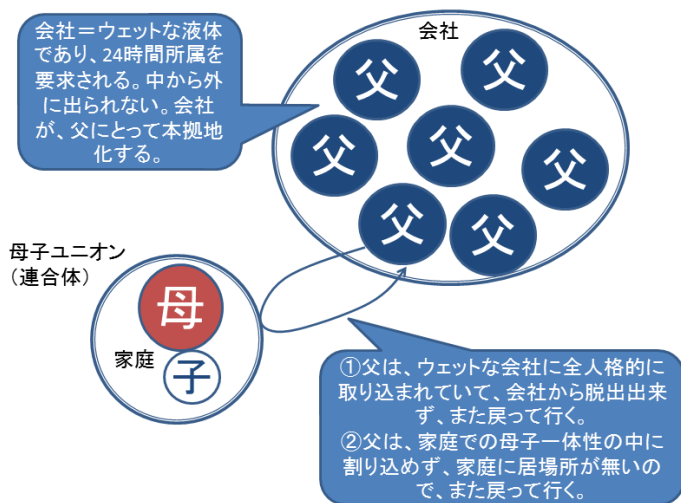 会社＝ウェットな液体
であり、24時間所属を
要求される。中から外
に出られない。会社
が、父にとって本拠地
化する。
会社
父
父
父
父
父
父
父
母子ユニオン
（連合体）
母
家庭
子
①父は、ウェットな会社に全人格的に
取り込まれていて、会社から脱出出来
ず、また戻って行く。
②父は、家庭での母子一体性の中に
割り込めず、家庭に居場所が無いの
で、また戻って行く。